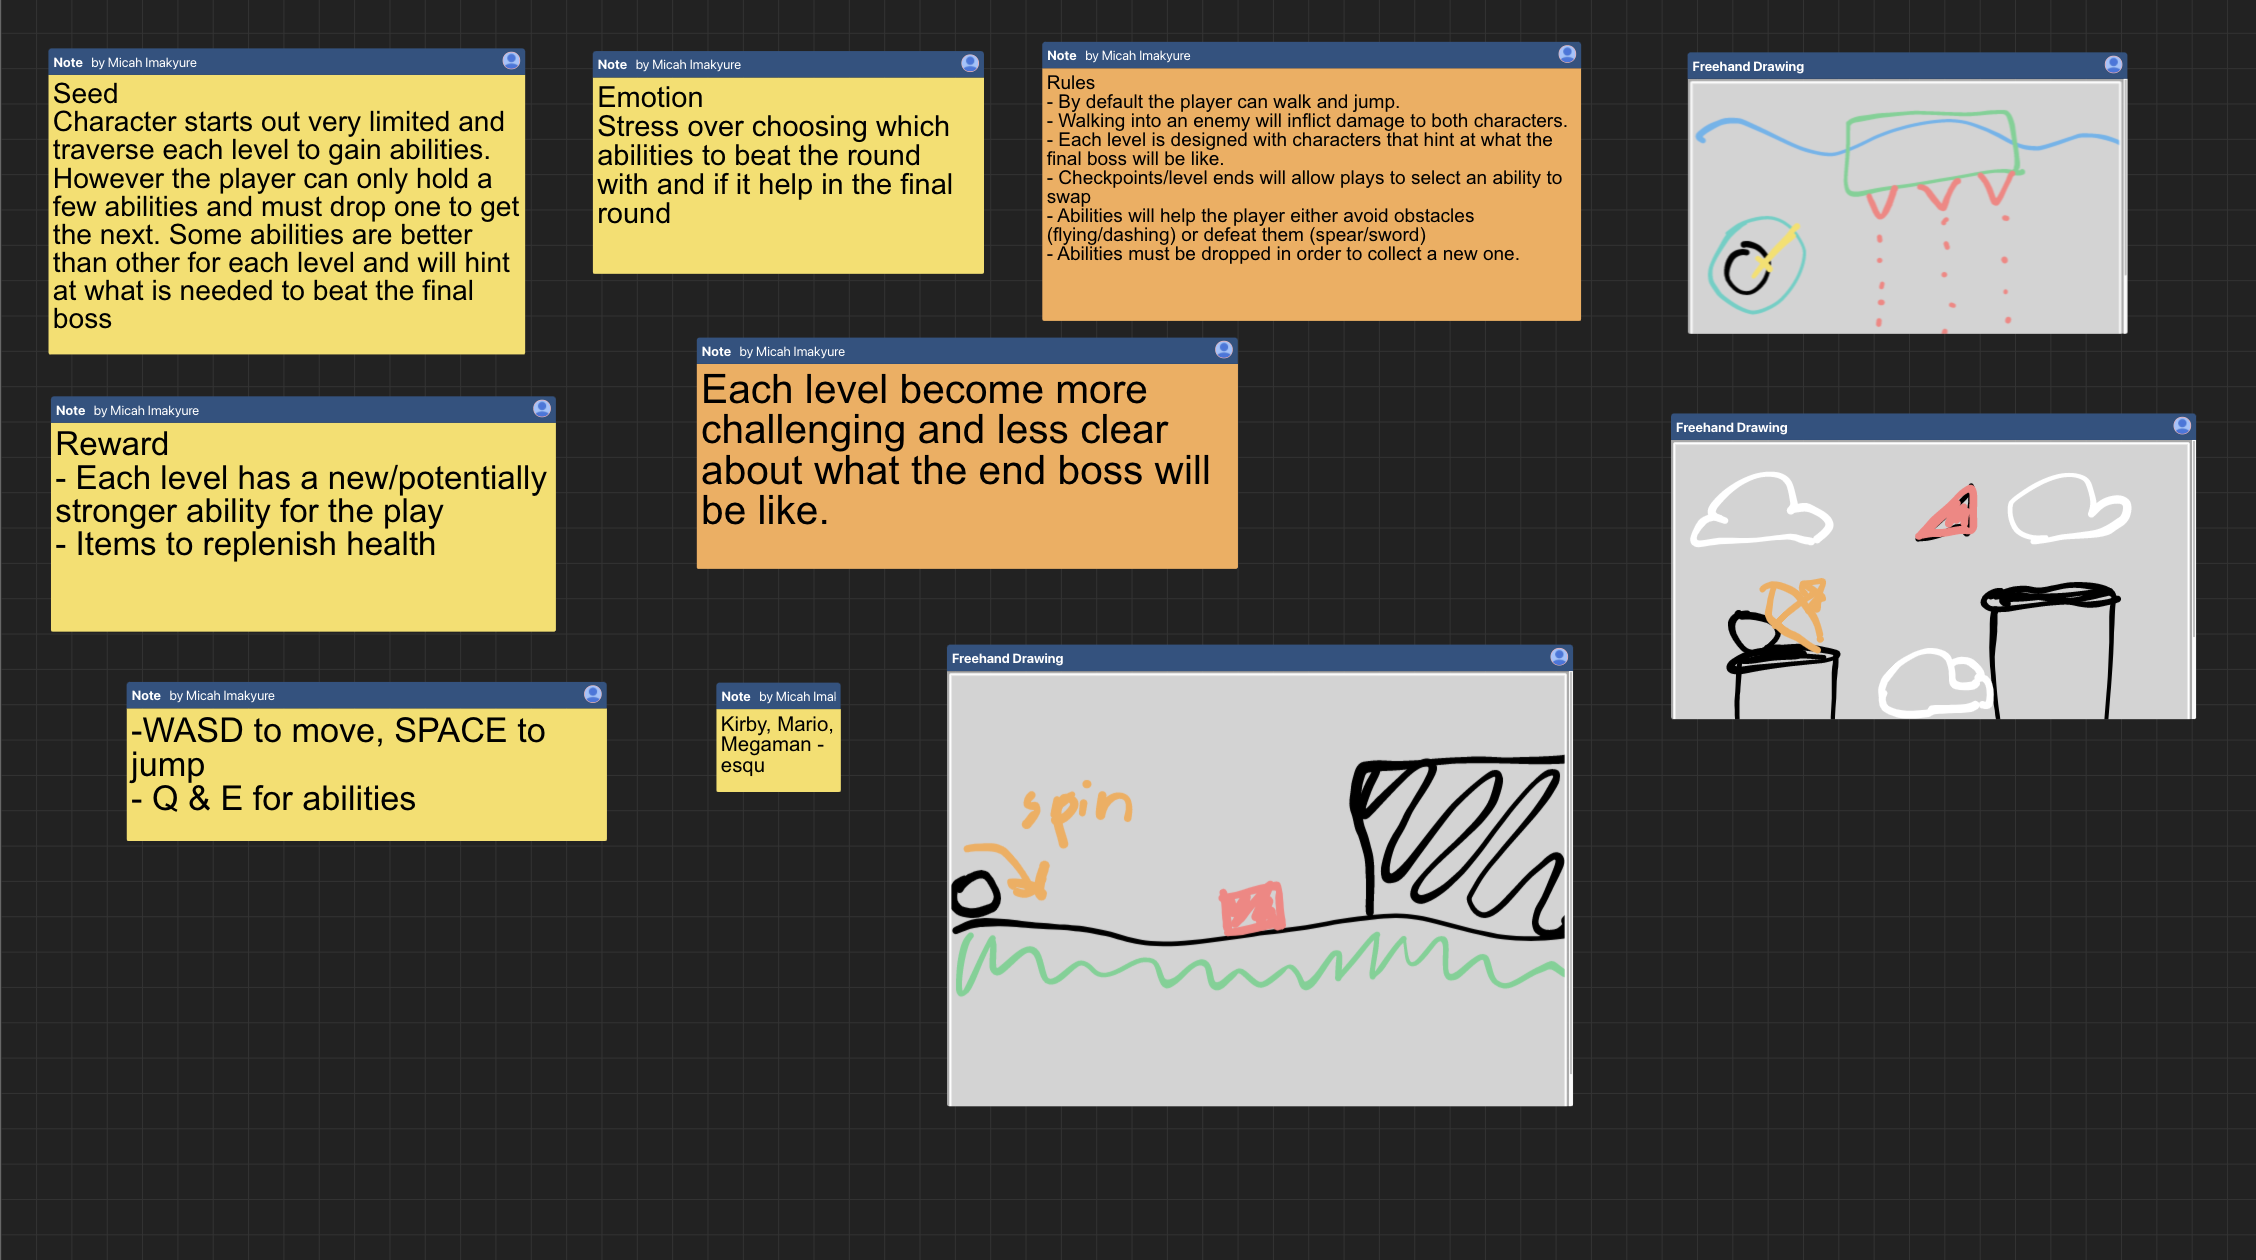 Note by Micah Imakyure
Seed
Character starts out very limited and
traverse each level to gain abilities.
However the player can only hold a
few abilities and must drop one to get
the next. Some abilities are better
than other for each level and will hint
at what is needed to beat the final
boss
Note by Micah Imakyure
Emotion
Stress over choosing which
abilities to beat the round
with and if it help in the final
round
Note by Micah Imakyure
Rules
- By default the player can walk and jump.
- Walking into an enemy will inflict damage to both characters.
- Each level is designed with characters that hint at what the
final boss will be like.
- Checkpoints/level ends will allow plays to select an ability to
swap
- Abilities will help the player either avoid obstacles
(flying/dashing) or defeat them (spear/sword)
- Abilities must be dropped in order to collect a new one.
Freehand Drawing
Note by Micah Imakyure
Reward
- Each level has a new/potentially
stronger ability for the play
- Items to replenish health
Note by Micah Imakyure
Each level become more
challenging and less clear
about what the end boss will
be like.
Freehand Drawing
Note by Micah Imakyure
-WASD to move, SPACE to
jump
- Q & E for abilities
Note by Micah Imal
Kirby, Mario,
Megaman -
esqu
Freehand Drawing
spin